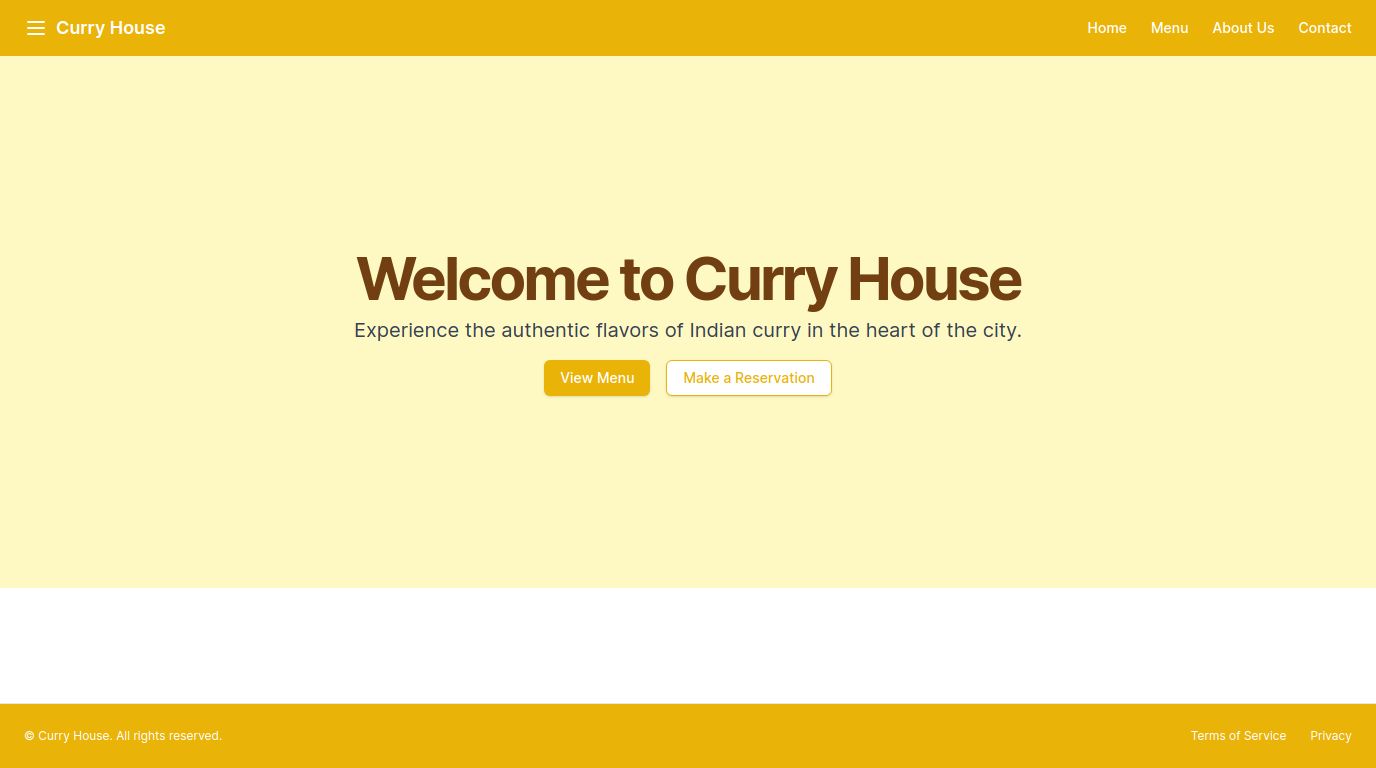 Curry House
Home Menu About Us Contact
Welcome to Curry House
Experience the authentic flavors of Indian curry in the heart of the city.
View Menu Make a Reservation
© Curry House. All rights reserved.
Terms of Service Privacy